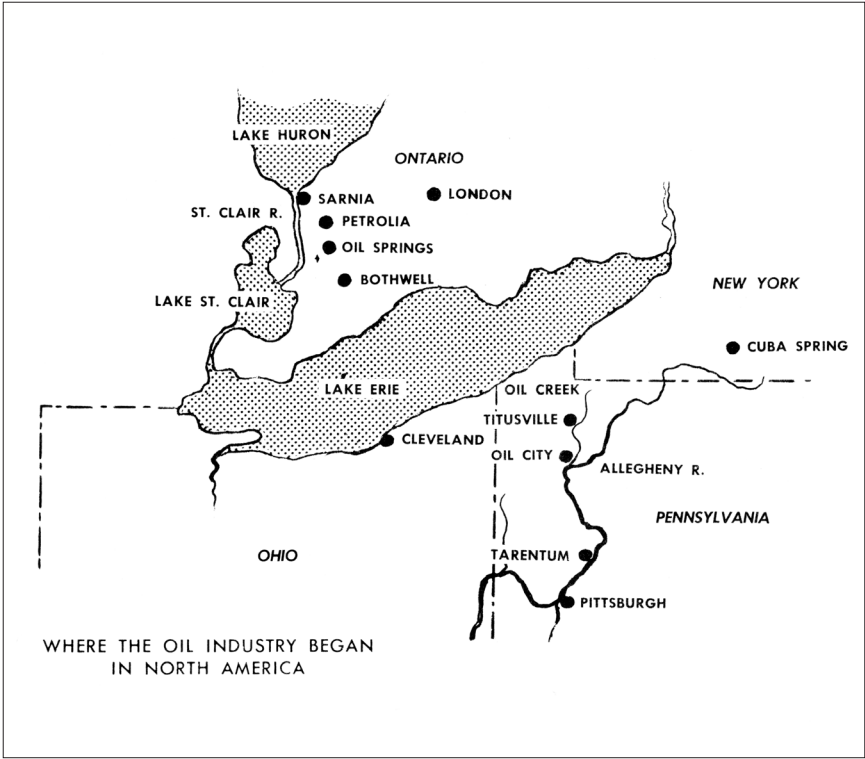 LAKE HURON
ONTARIO
SARNIA
LONDON
ST. CLAIR R.
PETROLIA
OIL SPRINGS
BOTHWELL
NEW YORK
LAKE ST. CLAIR
CUBA SPRING
LAKE ERIE
OIL CREEK
TITUSVILLE
CLEVELAND
OIL CITY
ALLEGHENY R.
PENNSYLVANIA
OHIO
TARENTUM
PITTSBURGH
WHERE THE OIL INDUSTRY BEGAN
IN NORTH AMERICA